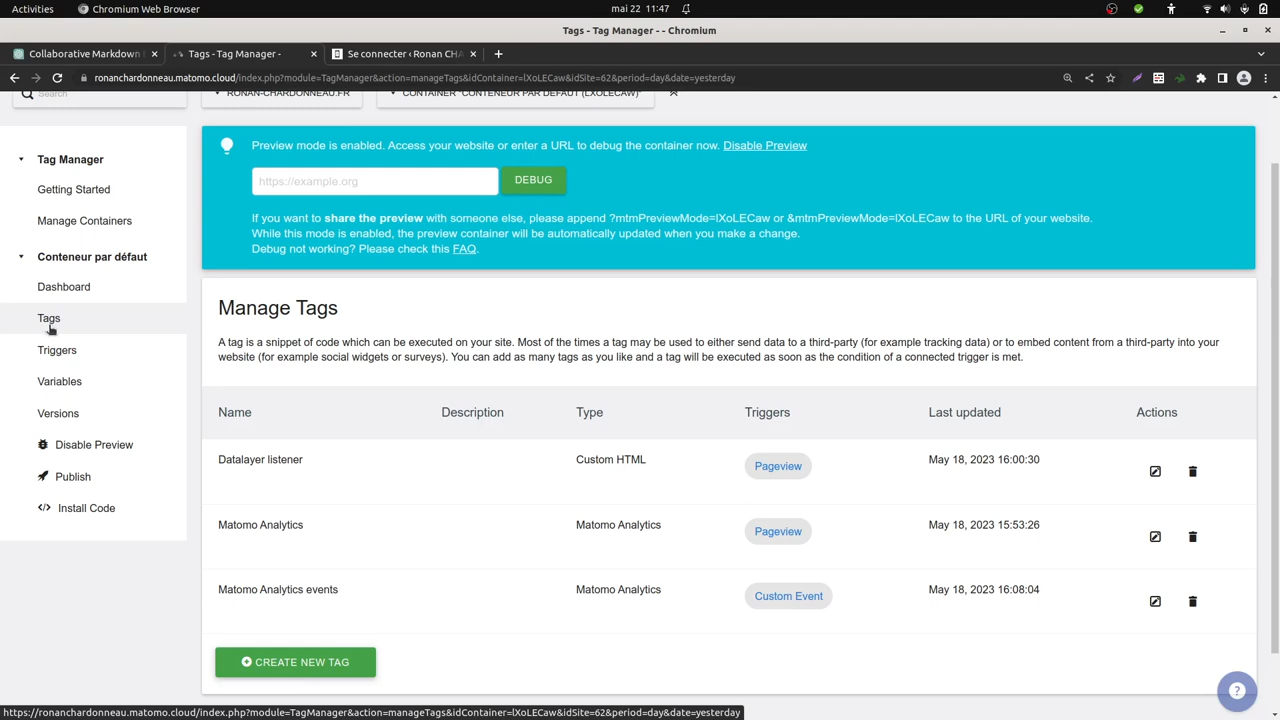 Activities
Chromium Web Browser
mai 22 11:47
Tags - Tag Manager - - Chromium
Collaborative Markdown
Tags - Tag Manager -
Se connecter ‹ Ronan CHA
ronanchardonneau.matomo.cloud/index.php?module=TagManager&action=manageTags&idContainer=lXoLECaw&idSite=62&period=day&date=yesterday
Search
RONAN-CHARDONNEAU.FR
CONTAINER "CONTENEUR PAR DÉFAUT (LXOLECAW)"
Tag Manager
Getting Started
Manage Containers
Conteneur par défaut
Dashboard
Tags
Triggers
Variables
Versions
Disable Preview
Publish
Install Code
Preview mode is enabled. Access your website or enter a URL to debug the container now. Disable Preview
https://example.org
DEBUG
If you want to share the preview with someone else, please append ?mtmPreviewMode=lXoLECaw or &mtmPreviewMode=lXoLECaw to the URL of your website.
While this mode is enabled, the preview container will be automatically updated when you make a change.
Debug not working? Please check this FAQ.
Manage Tags
A tag is a snippet of code which can be executed on your site. Most of the times a tag may be used to either send data to a third-party (for example tracking data) or to embed content from a third-party into your
website (for example social widgets or surveys). You can add as many tags as you like and a tag will be executed as soon as the condition of a connected trigger is met.
Name Description Type Triggers Last updated Actions
Datalayer listener Custom HTML Pageview May 18, 2023 16:00:30
Matomo Analytics Matomo Analytics Pageview May 18, 2023 15:53:26
Matomo Analytics events Matomo Analytics Custom Event May 18, 2023 16:08:04
CREATE NEW TAG
?
https://ronanchardonneau.matomo.cloud/index.php?module=TagManager&action=manageTags&idContainer=lXoLECaw&idSite=62&period=day&date=yesterday